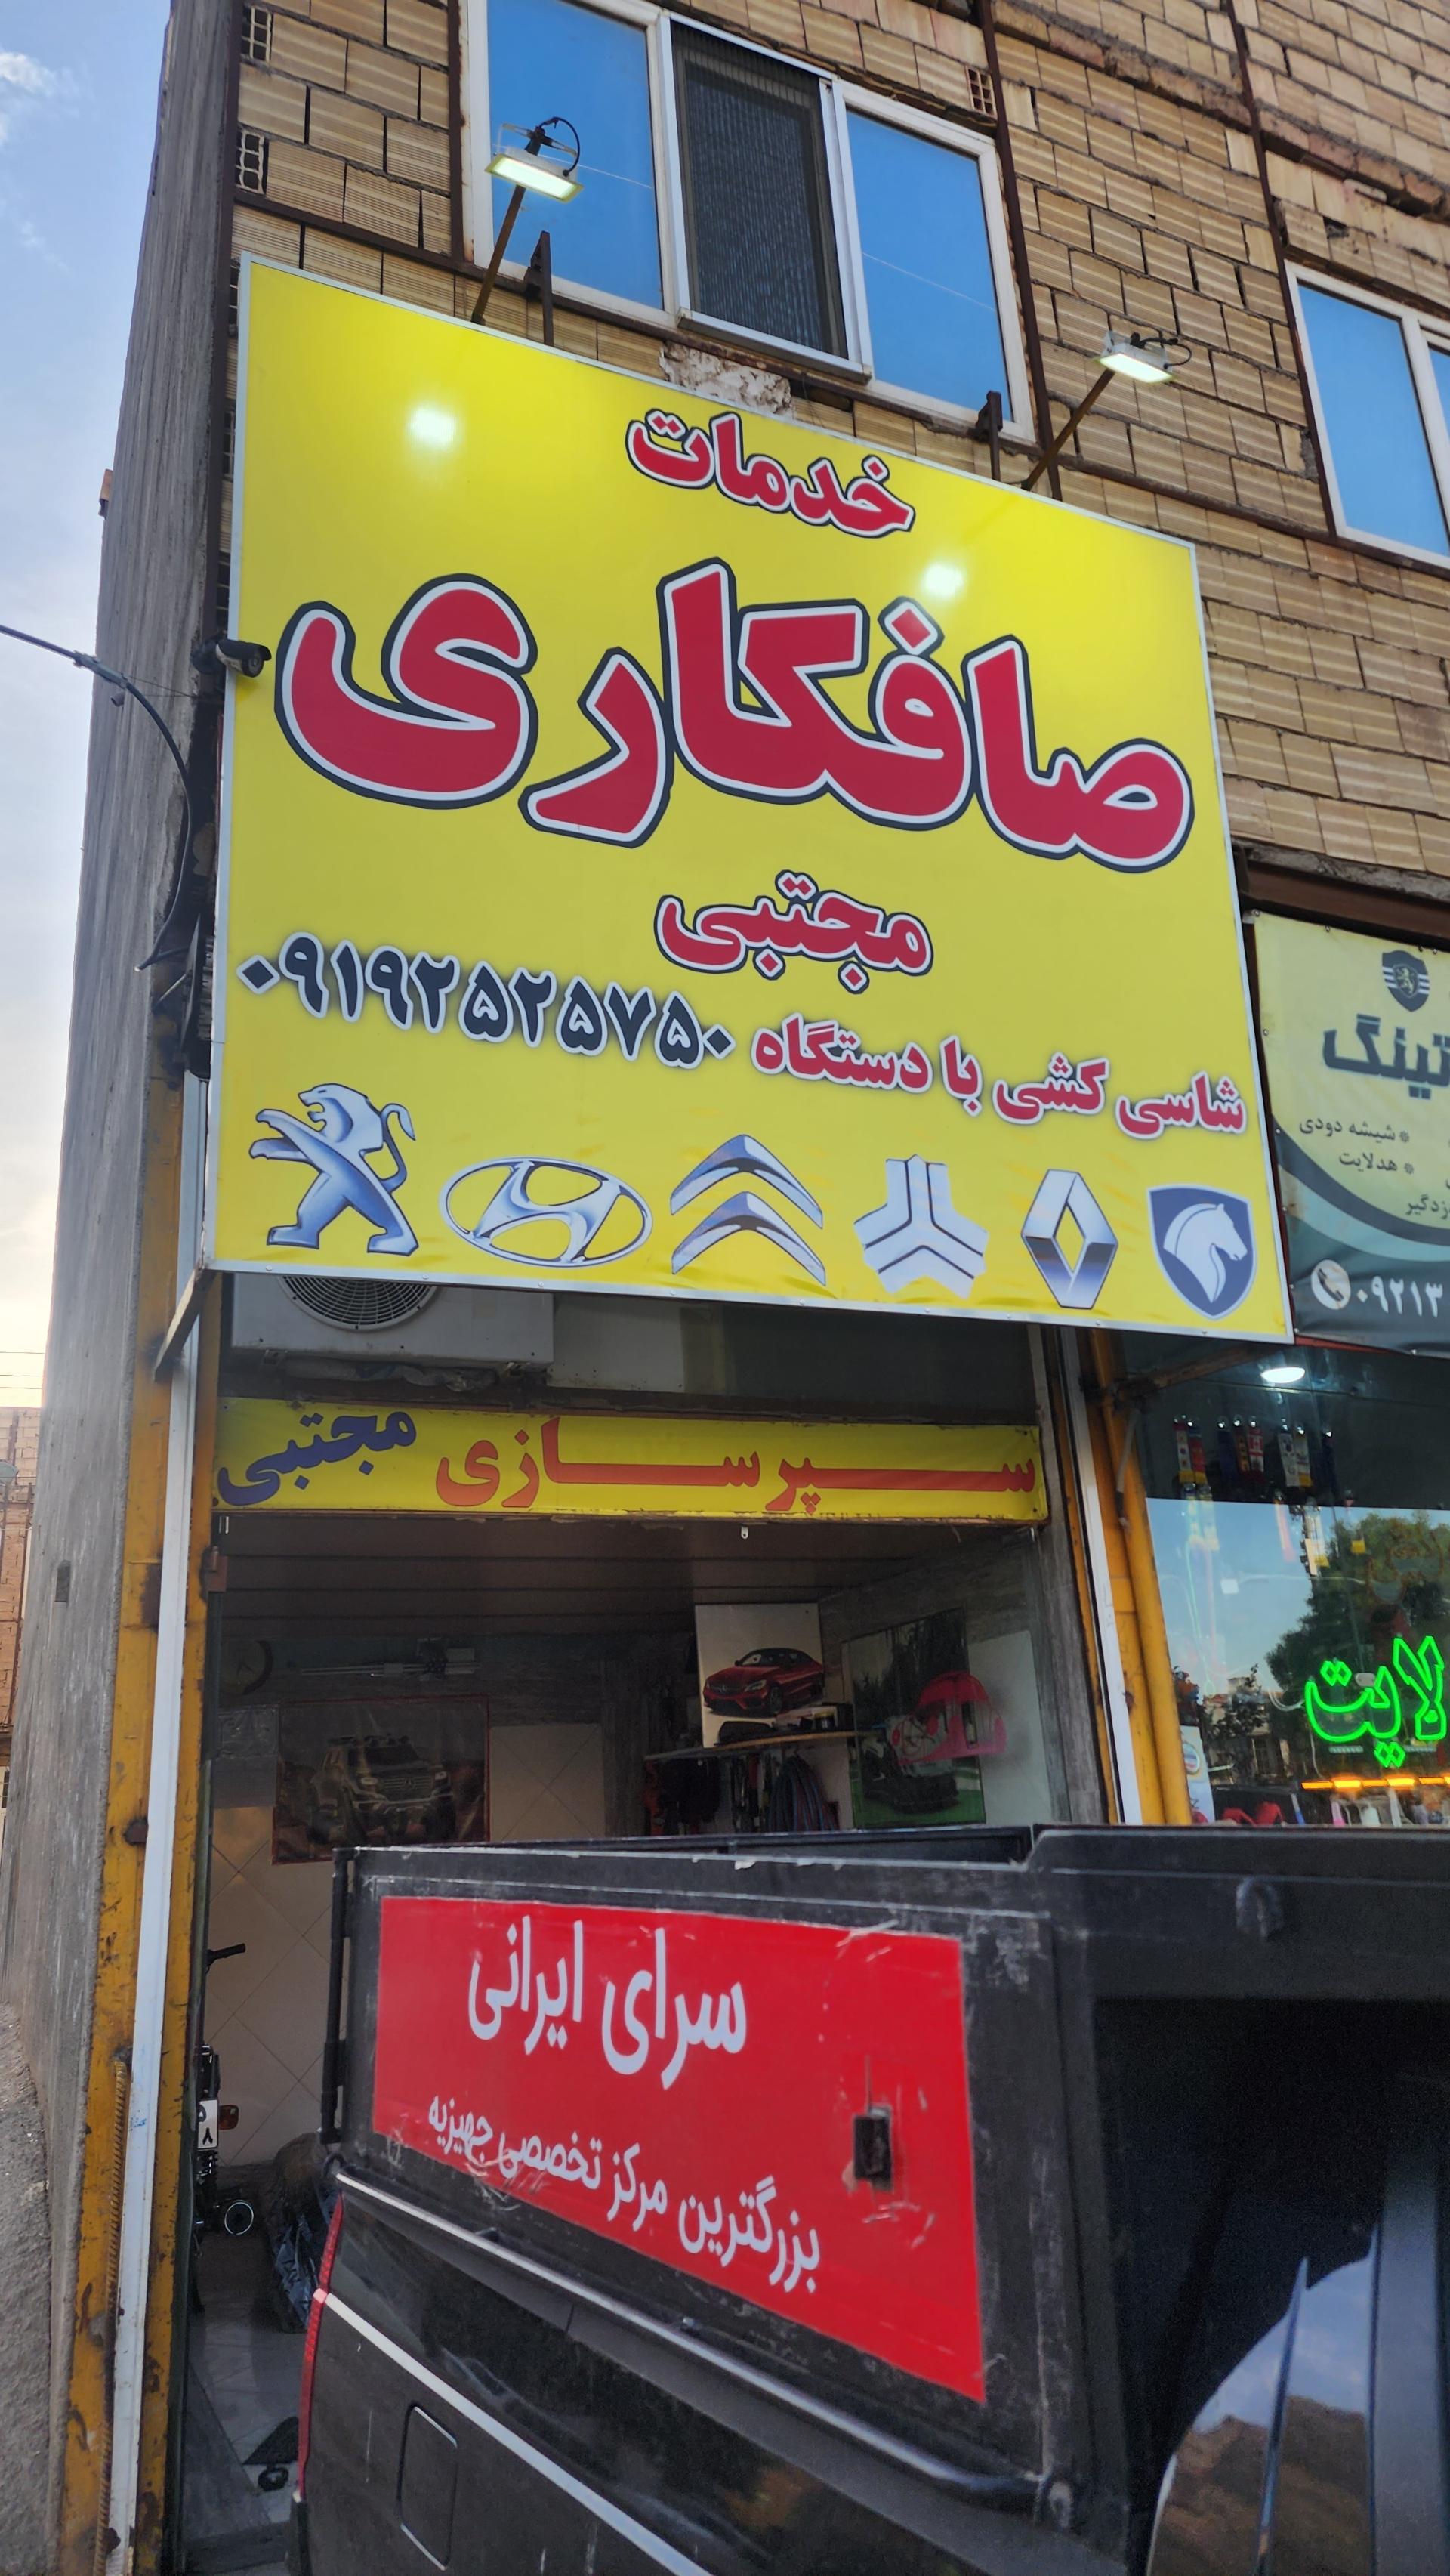 خدمات
صافکاری
مجتبی
شاسی کشی با دستگاه ۰۹۱۹۲۵۲۵۷۵۰
سپرسازی مجتبی
شیشه دودی
هدلایت
۰۹۲۱۳
لایت
سرای ایرانی
بزرگترین مرکز تخصصی جهیزیه